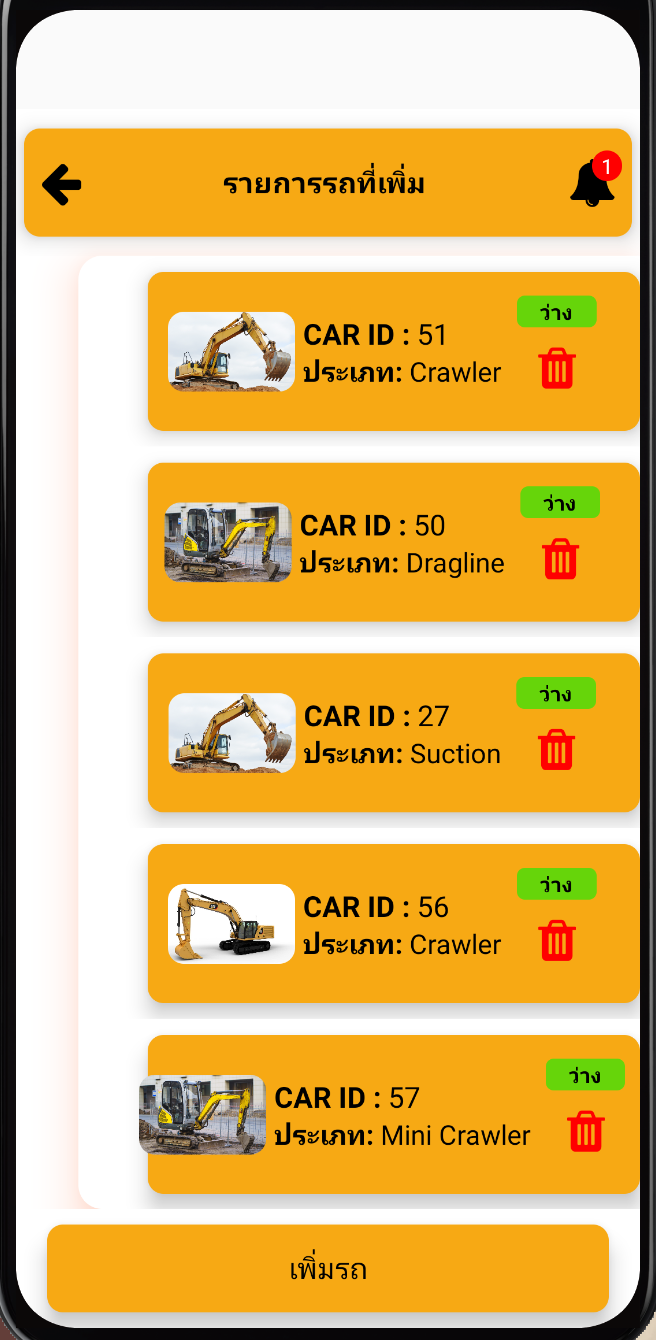 รายการรถที่เพิ่ม
1
ว่าง
CAR ID : 51
ประเภท: Crawler
ว่าง
CAR ID : 50
ประเภท: Dragline
ว่าง
CAR ID : 27
ประเภท: Suction
ว่าง
CAR ID : 56
ประเภท: Crawler
ว่าง
CAR ID : 57
ประเภท: Mini Crawler
เพิ่มรถ